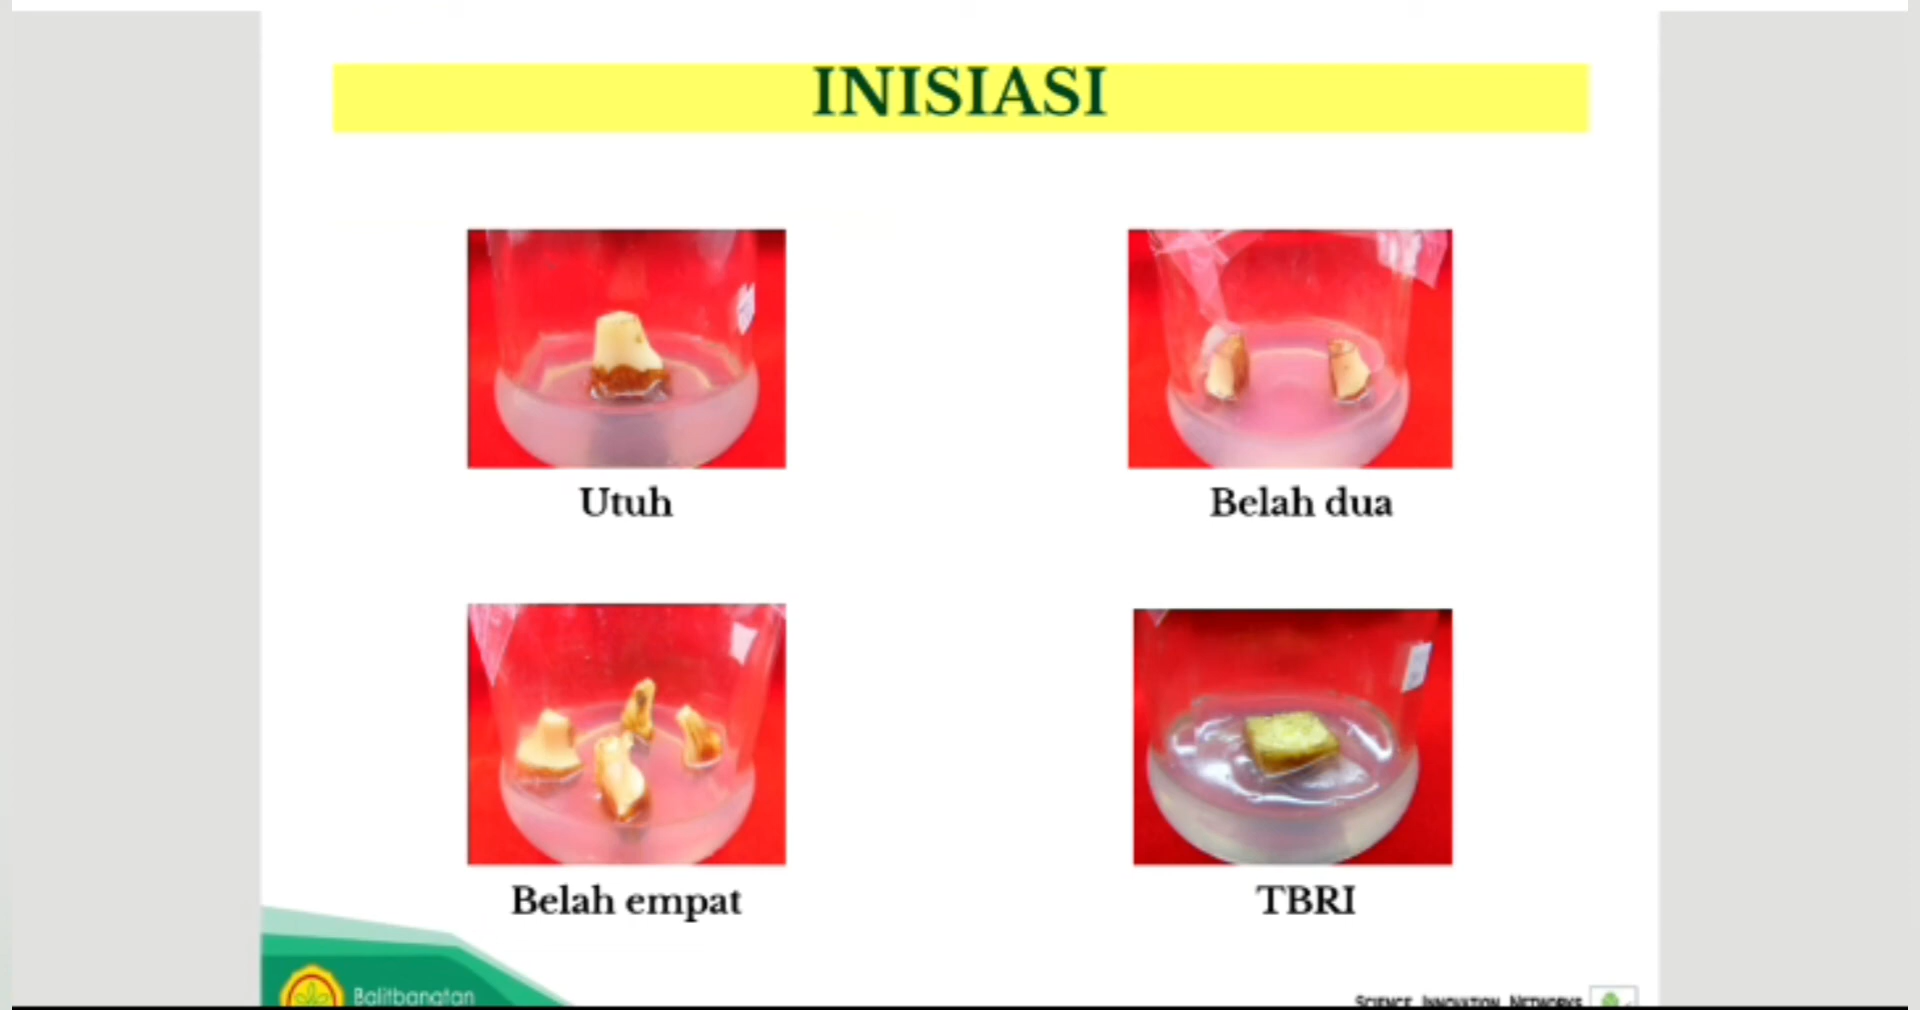 INISIASI
Utuh
Belah dua
Belah empat
TBRI
Balitbangtan
SCIENCE. INNOVATION. NETWORKS